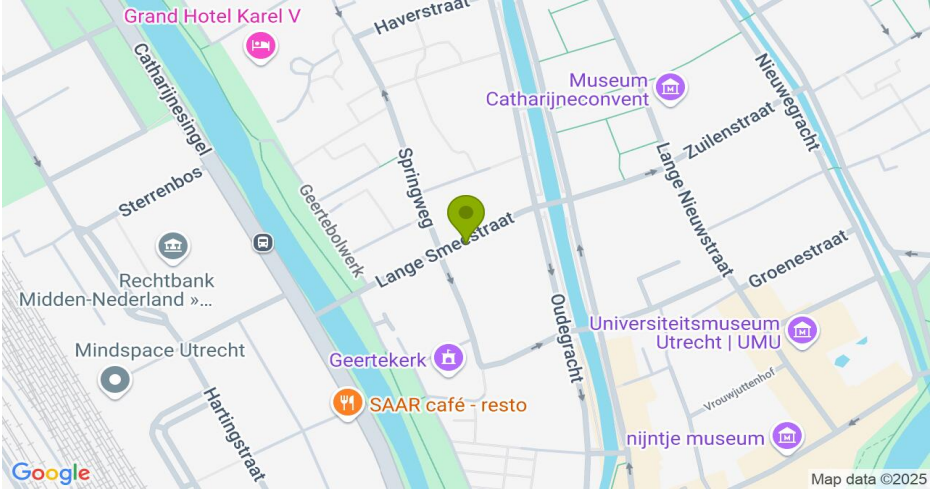 Grand Hotel Karel V
Haverstraat
Catharijnesingel
Museum
Catharijneconvent
Nieuwegracht
Zuilenstraat
Sterrenbos
Springweg
Geertebolwerk
Lange Nieuwstraat
Lange Smeestraat
Groenestraat
Rechtbank
Midden-Nederland »...
Oudegracht
Universiteitsmuseum
Utrecht | UMU
Mindspace Utrecht
Geertekerk
Vrouwjuttenhof
Hartingstraat
SAAR café - resto
nijntje museum
Google
Map data ©2025